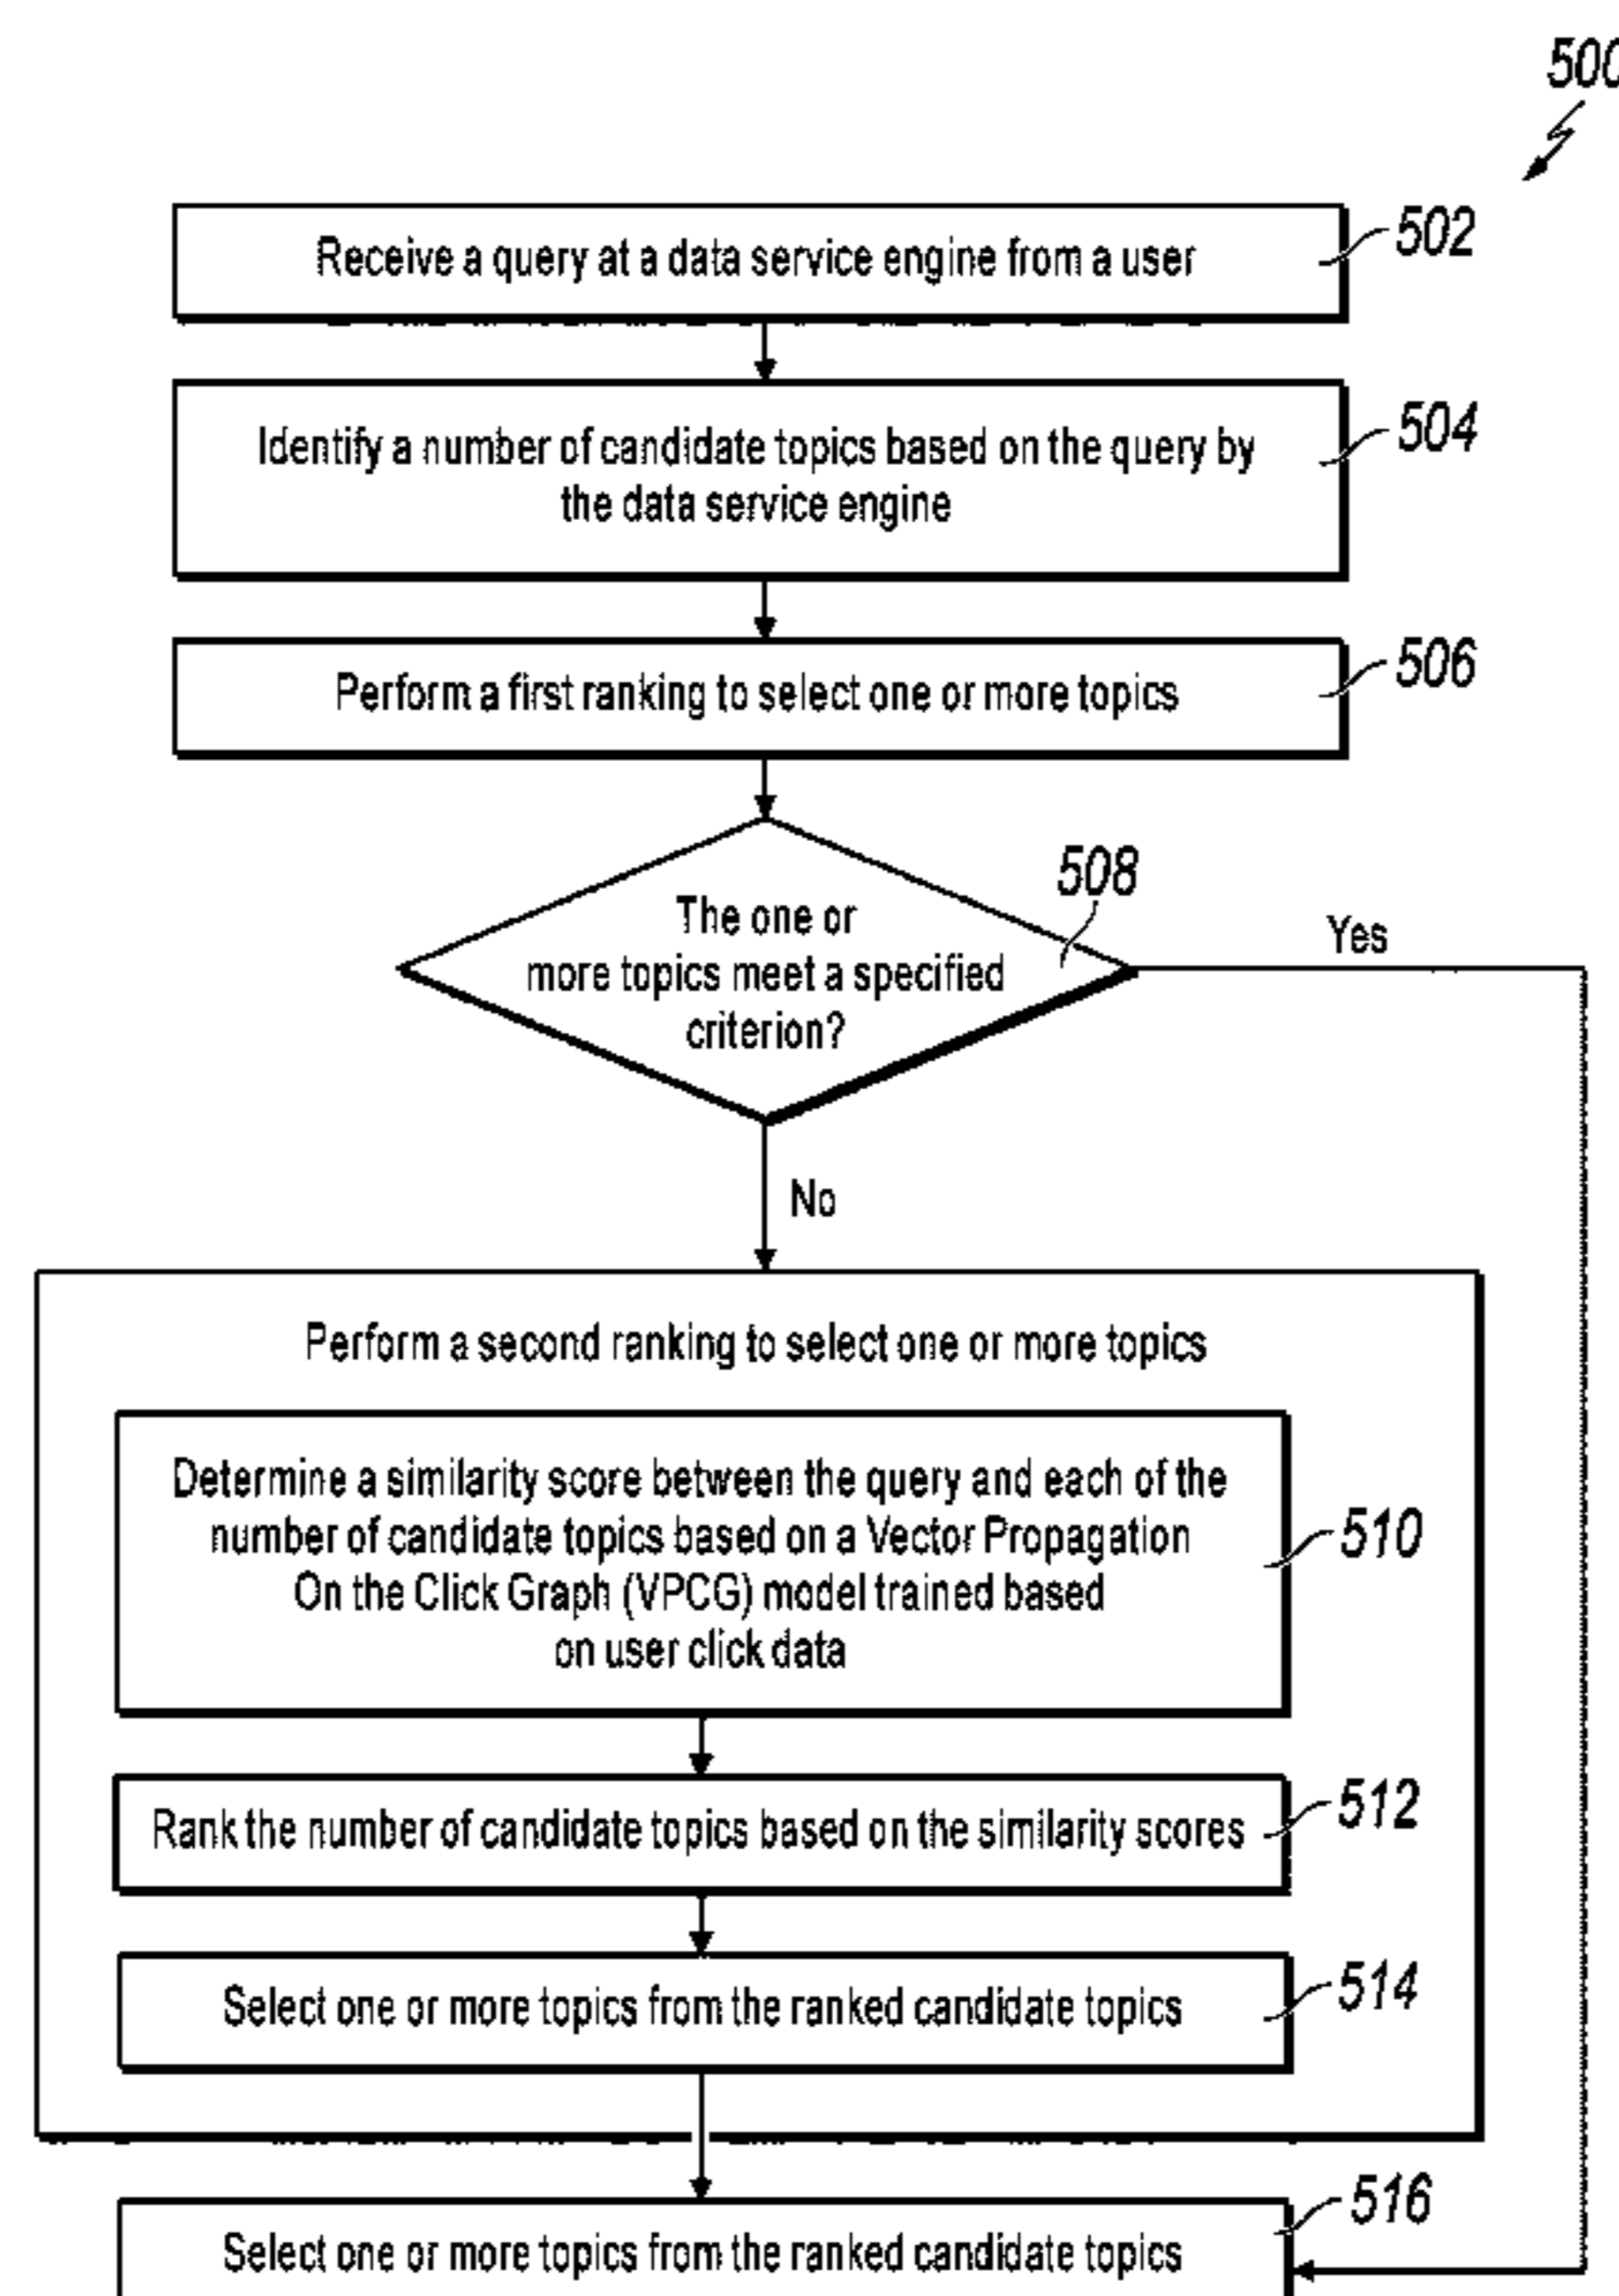 500
Receive a query at a data service engine from a user
502
Identify a number of candidate topics based on the query by
the data service engine
504
Perform a first ranking to select one or more topics
506
508
The one or
more topics meet a specified
criterion?
Yes
No
Perform a second ranking to select one or more topics
Determine a similarity score between the query and each of the
number of candidate topics based on a Vector Propagation
On the Click Graph (VPCG) model trained based
on user click data
510
Rank the number of candidate topics based on the similarity scores
512
Select one or more topics from the ranked candidate topics
514
516
Select one or more topics from the ranked candidate topics